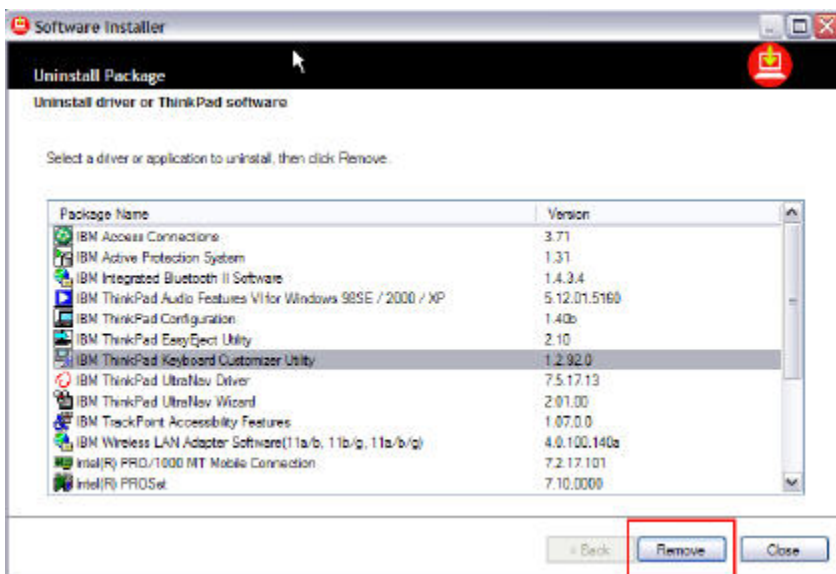 Software Installer
Uninstall Package
Uninstall driver or ThinkPad software
Select a driver or application to uninstall, then click Remove.
Package Name Version
IBM Access Connections 3.71
IBM Active Protection System 1.31
IBM Integrated Bluetooth II Software 1.4.3.4
IBM ThinkPad Audio Features VI for Windows 98SE / 2000 / XP 5.12.01.5160
IBM ThinkPad Configuration 1.40b
IBM ThinkPad EasyEject Utility 2.10
IBM ThinkPad Keyboard Customizer Utility 1.2.92.0
IBM ThinkPad UltraNav Driver 7.5.17.13
IBM ThinkPad UltraNav Wizard 2.01.00
IBM TrackPoint Accessibility Features 1.07.0.0
IBM Wireless LAN Adapter Software(11a/b, 11b/g, 11a/b/g) 4.0.100.140a
Intel(R) PRO/1000 MT Mobile Connection 7.2.17.101
Intel(R) PROSet 7.10.0000
< Back Remove Close